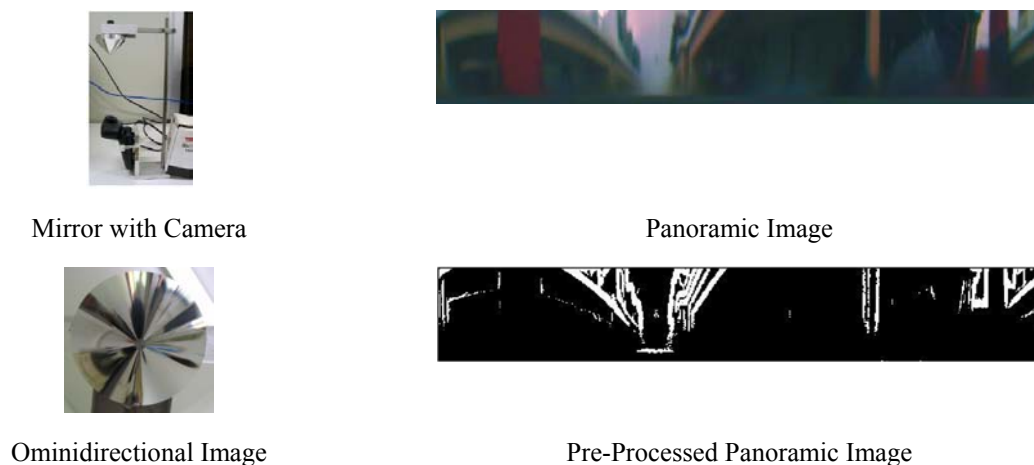 Mirror with Camera
Panoramic Image
Ominidirectional Image
Pre-Processed Panoramic Image